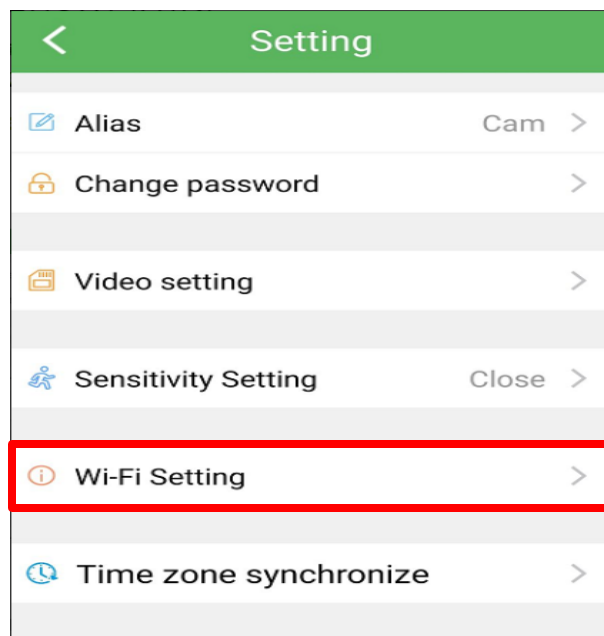 Setting
Alias Cam
Change password
Video setting
Sensitivity Setting Close
Wi-Fi Setting
Time zone synchronize